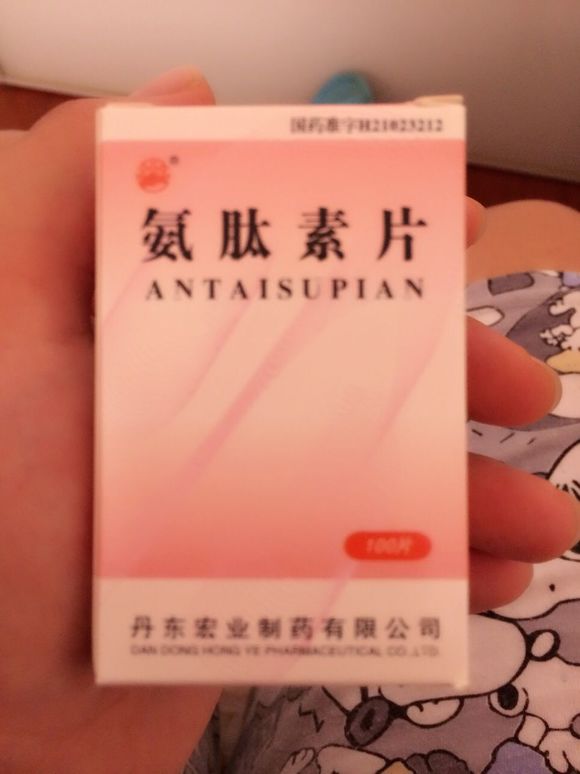 国药准字H21023212
®
氨肽素片
ANTAISUPIAN
100片
丹东宏业制药有限公司
DAN DONG HONG YE PHARMACEUTICAL CO.,LTD.